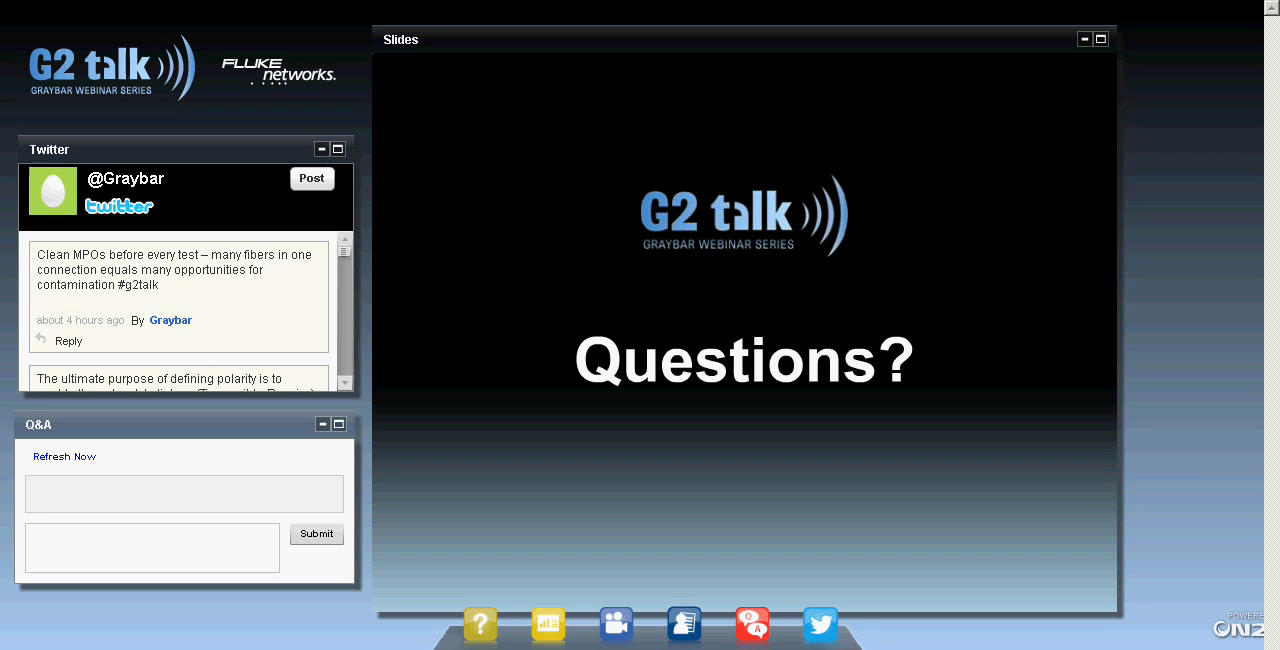 G2 talk
GRAYBAR WEBINAR SERIES
FLUKE networks.
Slides
Twitter
@Graybar
Post
twitter
Clean MPOs before every test – many fibers in one
connection equals many opportunities for
contamination #g2talk
about 4 hours ago By Graybar
Reply
The ultimate purpose of defining polarity is to
Q&A
Refresh Now
Submit
G2 talk
GRAYBAR WEBINAR SERIES
Questions?
?
Q
A
POWERE
ON2